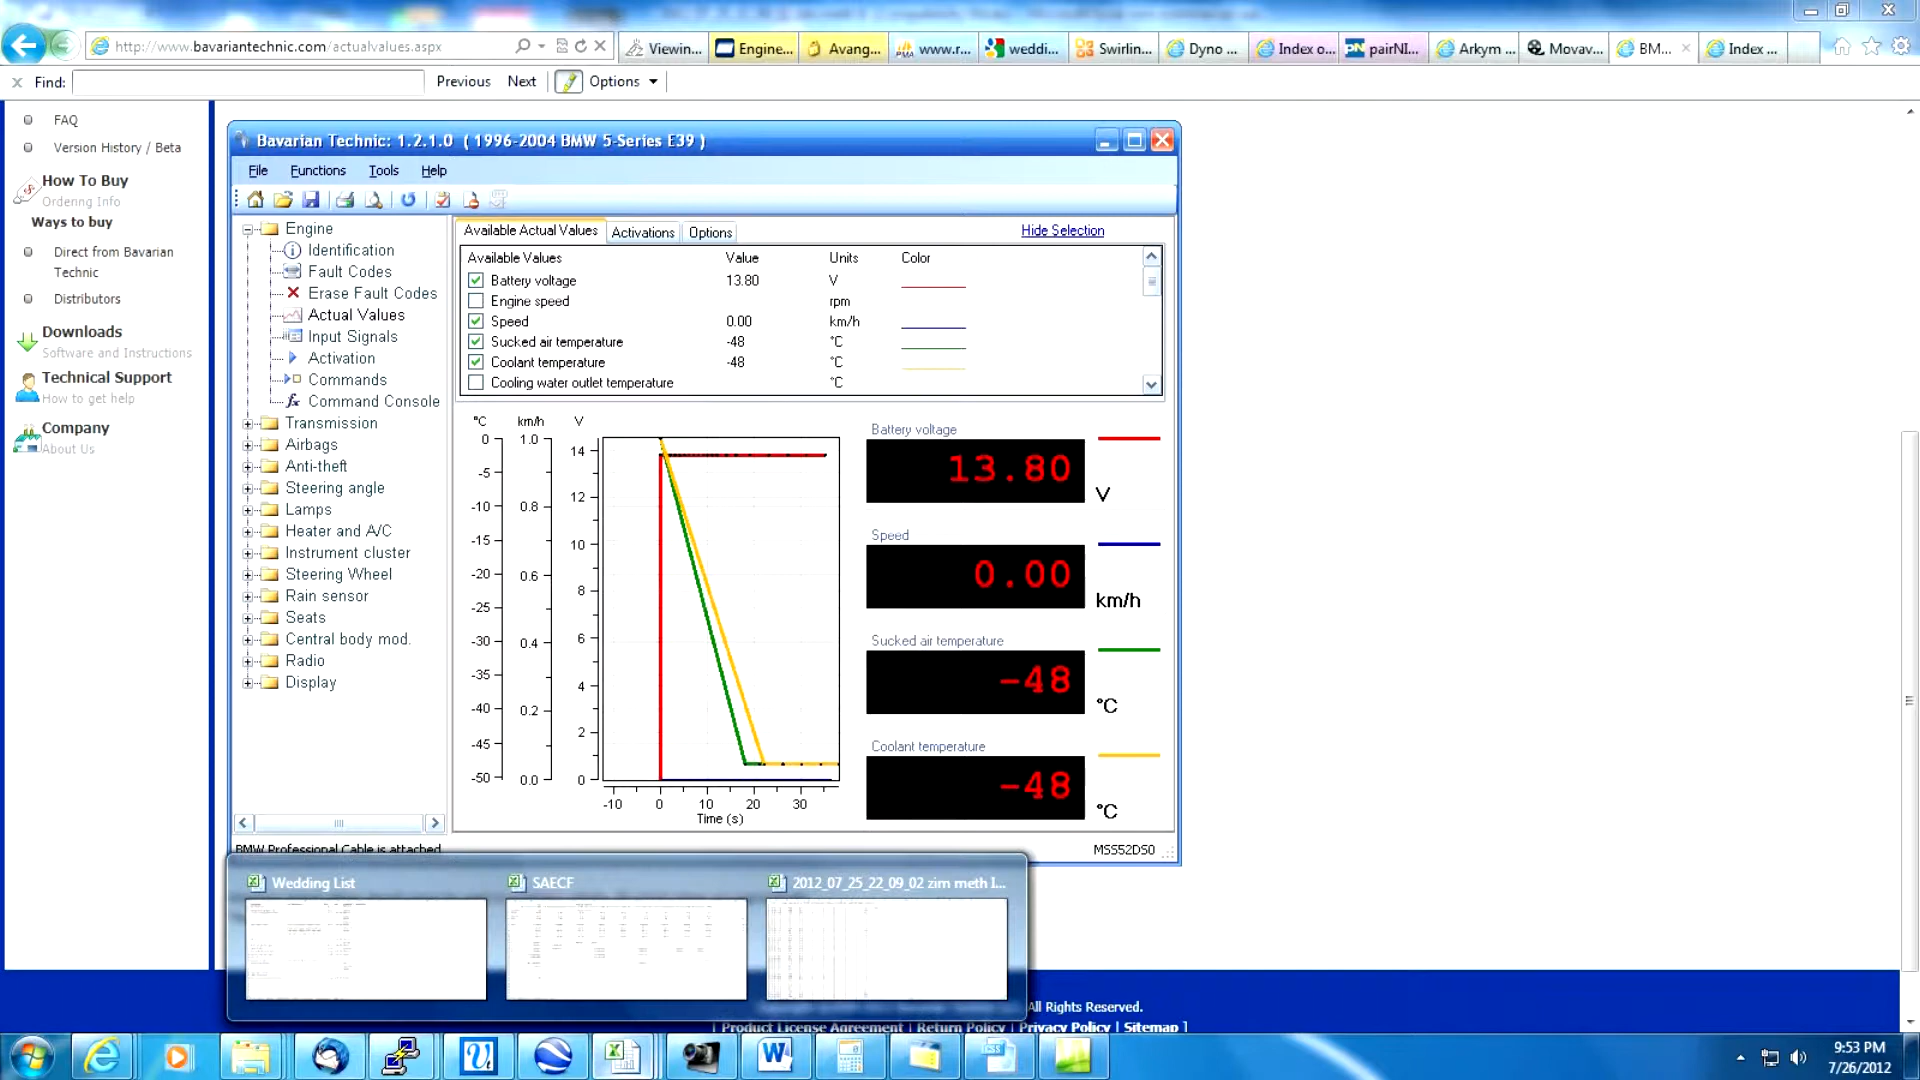 http://www.bavariantechnic.com/actualvalues.aspx
Viewin...
Engine...
Avang...
www.r...
weddi...
Swirlin...
Dyno ...
Index o...
pairNI...
Arkym ...
Movav...
BM...
Index ...
Find:
Previous Next Options
FAQ
Version History / Beta
How To Buy
Ordering Info
Ways to buy
Direct from Bavarian
Technic
Distributors
Downloads
Software and Instructions
Technical Support
How to get help
Company
About Us
Bavarian Technic: 1.2.1.0 ( 1996-2004 BMW 5-Series E39 )
File Functions Tools Help
Engine
Identification
Fault Codes
Erase Fault Codes
Actual Values
Input Signals
Activation
Commands
Command Console
Transmission
Airbags
Anti-theft
Steering angle
Lamps
Heater and A/C
Instrument cluster
Steering Wheel
Rain sensor
Seats
Central body mod.
Radio
Display
Available Actual Values Activations Options Hide Selection
Available Values Value Units Color
Battery voltage 13.80 V
Engine speed rpm
Speed 0.00 km/h
Sucked air temperature -48 °C
Coolant temperature -48 °C
Cooling water outlet temperature °C
°C km/h V
0 1.0 14
-5
-10 0.8 12
-15 10
-20 0.6
-25 8
-30 0.4 6
-35 4
-40 0.2
-45 2
-50 0.0 0
-10 0 10 20 30
Time (s)
Battery voltage
13.80
V
Speed
0.00
km/h
Sucked air temperature
-48
°C
Coolant temperature
-48
°C
BMW Professional Cable is attached
MSS52DS0
Wedding List
SAECF
2012_07_25_22_09_02 zim meth l...
All Rights Reserved.
| Product License Agreement | Return Policy | Privacy Policy | Sitemap ]
9:53 PM
7/26/2012